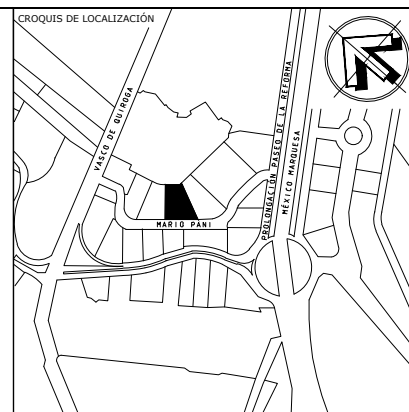 CROQUIS DE LOCALIZACIÓN
VASCO DE QUIROGA
PROLONGACIÓN PASEO DE LA REFORMA
MÉXICO MARQUESA
MARIO PANI